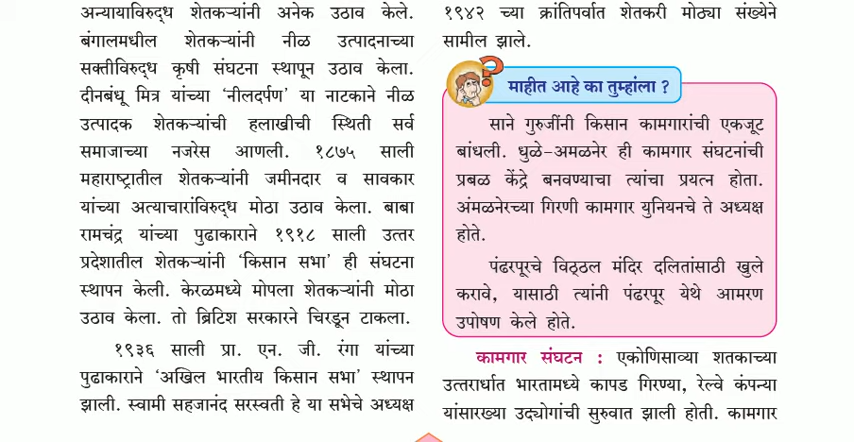 अन्यायाविरुद्ध शेतकऱ्यांनी अनेक उठाव केले.
बंगालमधील शेतकऱ्यांनी नीळ उत्पादनाच्या
सक्तीविरुद्ध कृषी संघटना स्थापून उठाव केला.
दीनबंधू मित्र यांच्या ‘नीलदर्पण’ या नाटकाने नीळ
उत्पादक शेतकऱ्यांची हलाखीची स्थिती सर्व
समाजाच्या नजरेस आणली. १८७५ साली
महाराष्ट्रातील शेतकऱ्यांनी जमीनदार व सावकार
यांच्या अत्याचारांविरुद्ध मोठा उठाव केला. बाबा
रामचंद्र यांच्या पुढाकाराने १९१८ साली उत्तर
प्रदेशातील शेतकऱ्यांनी ‘किसान सभा’ ही संघटना
स्थापन केली. केरळमध्ये मोपला शेतकऱ्यांनी मोठा
उठाव केला. तो ब्रिटिश सरकारने चिरडून टाकला.
१९३६ साली प्रा. एन. जी. रंगा यांच्या
पुढाकाराने ‘अखिल भारतीय किसान सभा’ स्थापन
झाली. स्वामी सहजानंद सरस्वती हे या सभेचे अध्यक्ष
१९४२ च्या क्रांतिपर्वात शेतकरी मोठ्या संख्येने
सामील झाले.
माहीत आहे का तुम्हांला ?
साने गुरुजींनी किसान कामगारांची एकजूट
बांधली. धुळे-अमळनेर ही कामगार संघटनांची
प्रबळ केंद्रे बनवण्याचा त्यांचा प्रयत्न होता.
अंमळनेरच्या गिरणी कामगार युनियनचे ते अध्यक्ष
होते.
पंढरपूरचे विठ्ठल मंदिर दलितांसाठी खुले
करावे, यासाठी त्यांनी पंढरपूर येथे आमरण
उपोषण केले होते.
कामगार संघटन : एकोणिसाव्या शतकाच्या
उत्तरार्धात भारतामध्ये कापड गिरण्या, रेल्वे कंपन्या
यांसारख्या उद्योगांची सुरुवात झाली होती. कामगार